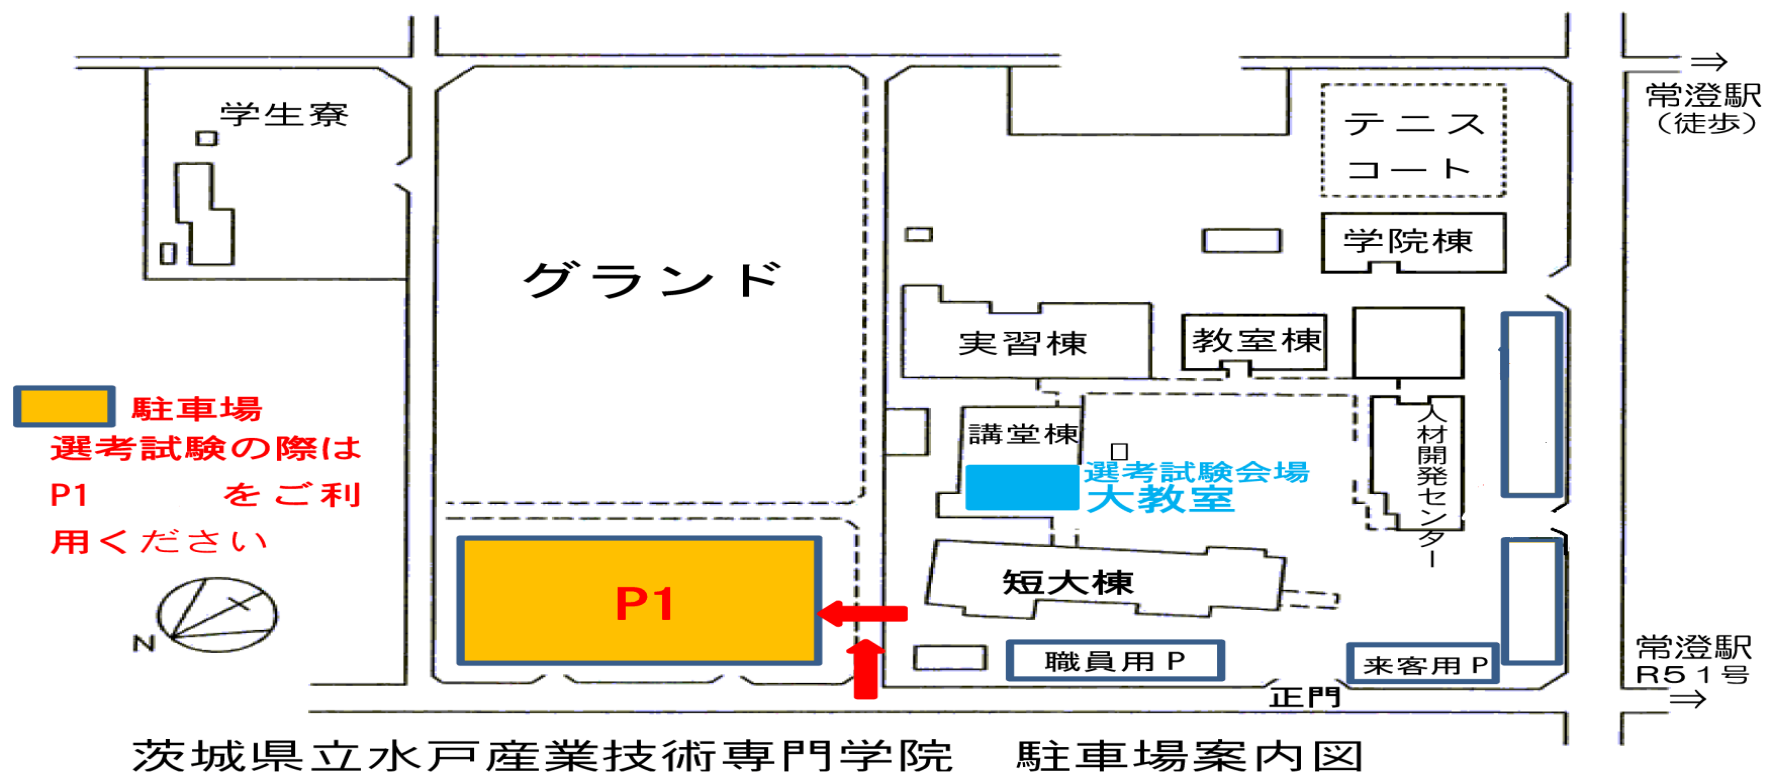 ⇒
常澄駅
（徒歩）
学生寮
テニス
コート
学院棟
グランド
実習棟
教室棟
駐車場
選考試験の際は
P1 をご利
用ください
講堂棟
選考試験会場
大教室
人材開発センター
P1
短大棟
N
職員用P
来客用P
常澄駅
R51号
⇒
正門
茨城県立水戸産業技術専門学院 駐車場案内図